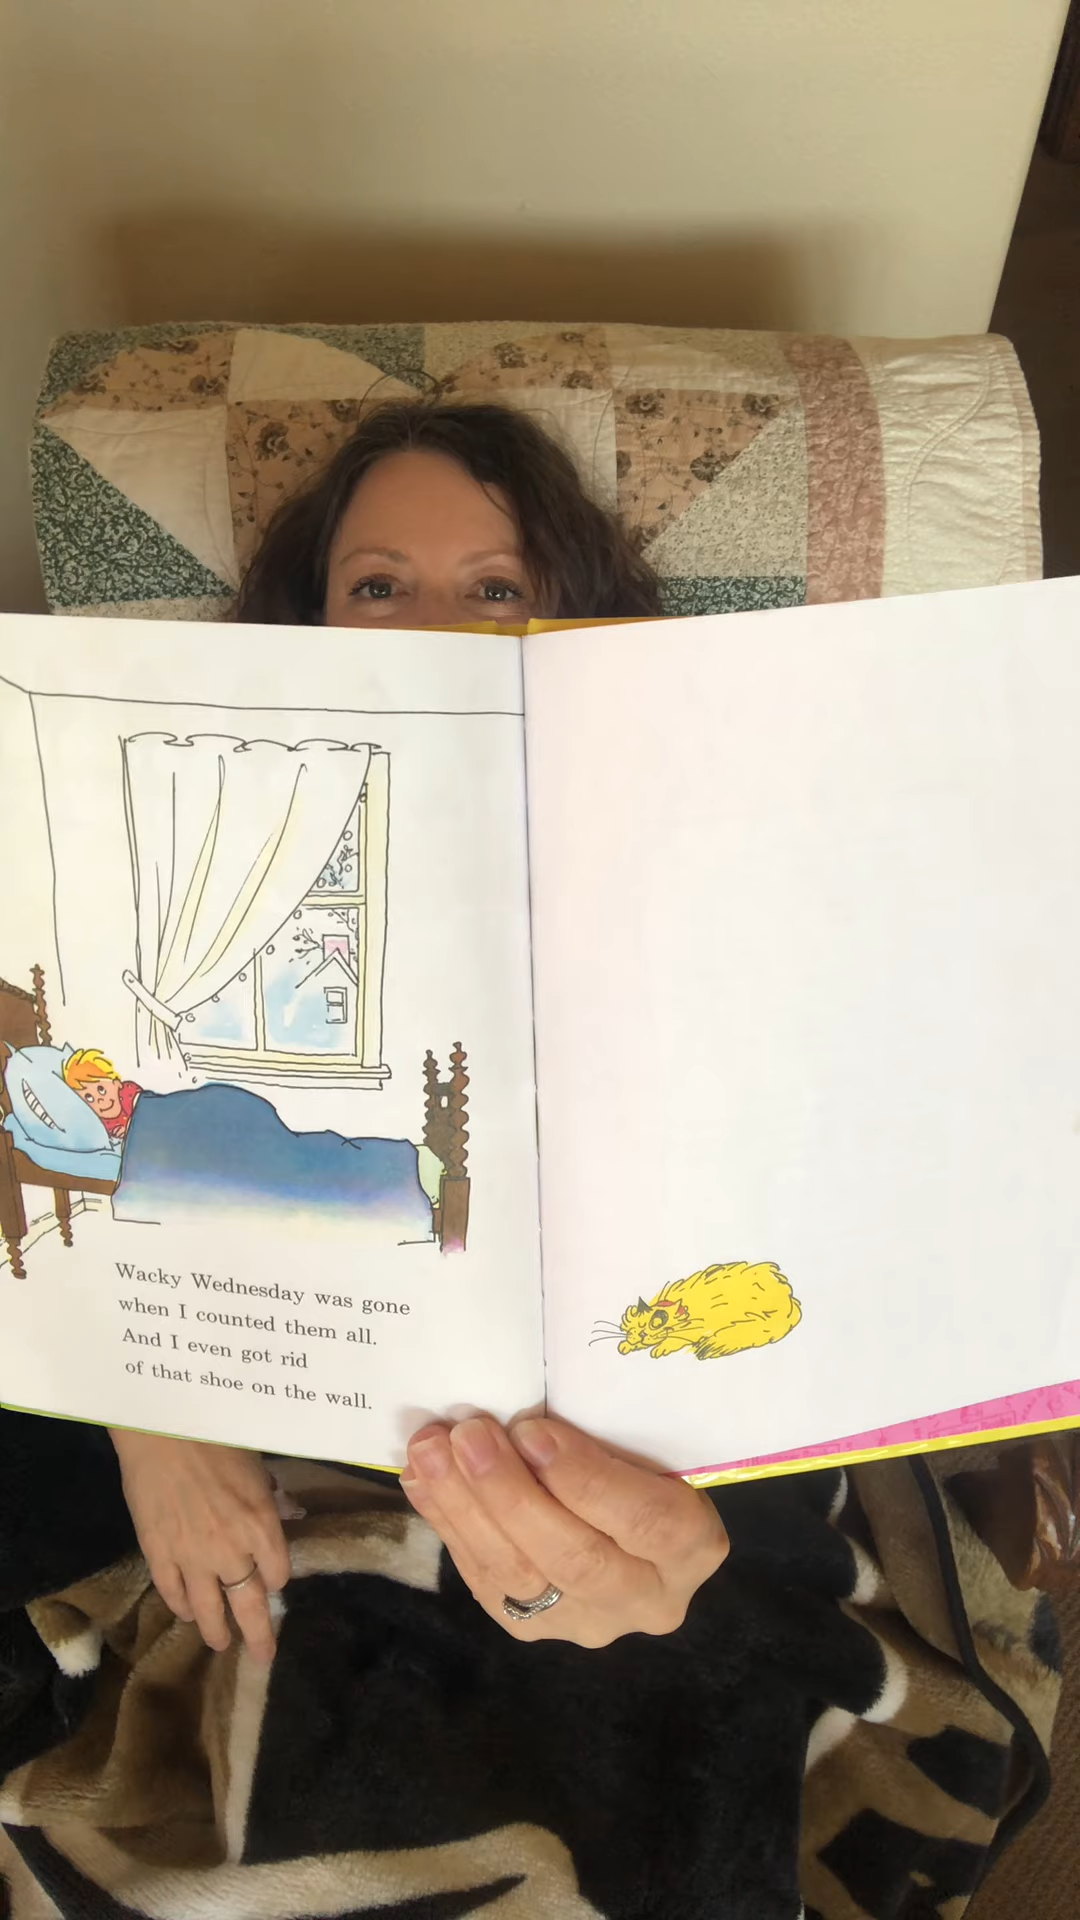 Wacky Wednesday was gone
when I counted them all.
And I even got rid
of that shoe on the wall.